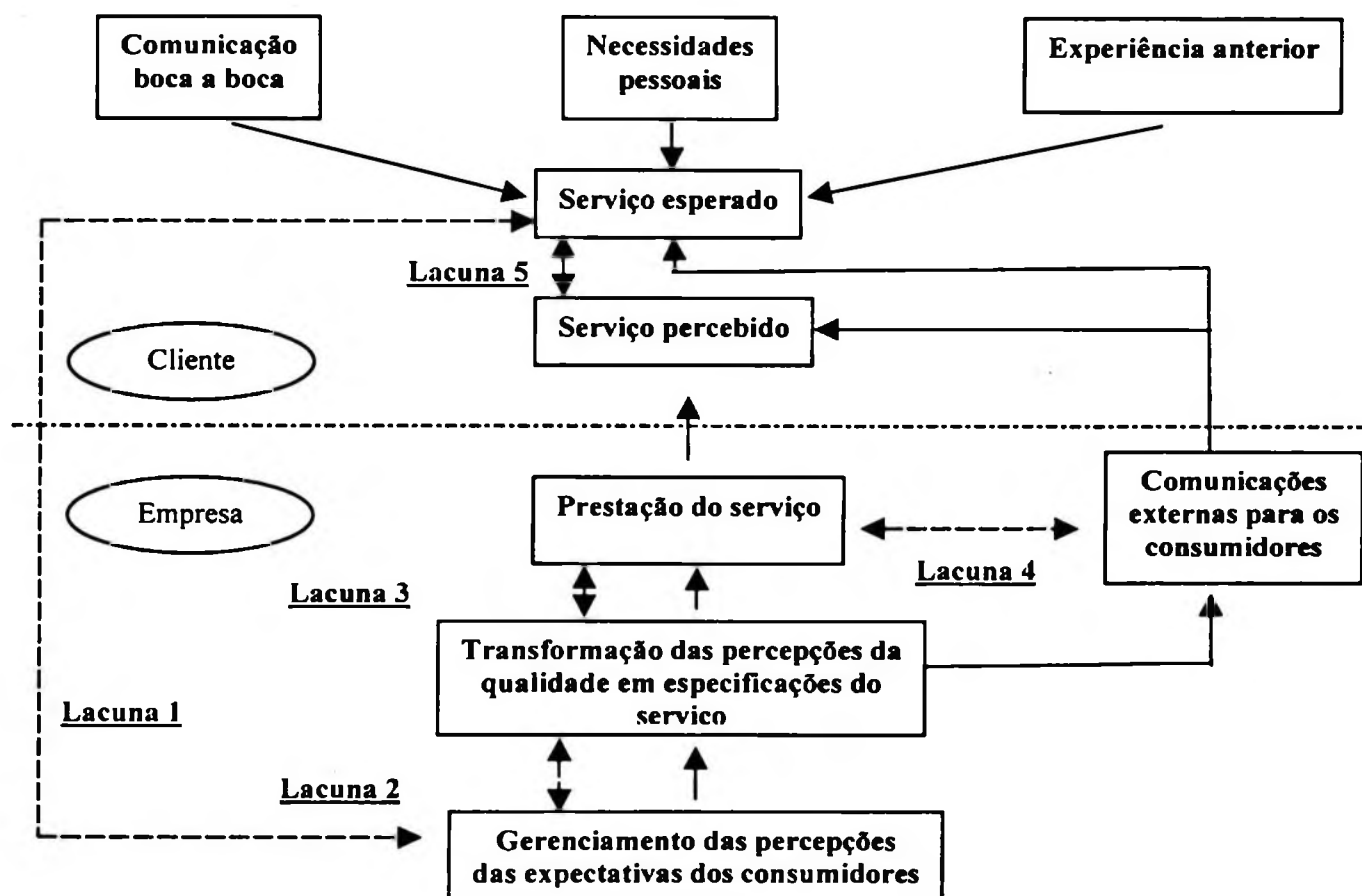 Comunicação
boca a boca
Necessidades
pessoais
Experiência anterior
Serviço esperado
Lacuna 5
Serviço percebido
Cliente
Empresa
Prestação do serviço
Comunicações
externas para os
consumidores
Lacuna 4
Lacuna 3
Transformação das percepções da
qualidade em especificações do
servico
Lacuna 1
Lacuna 2
Gerenciamento das percepções
das expectativas dos consumidores